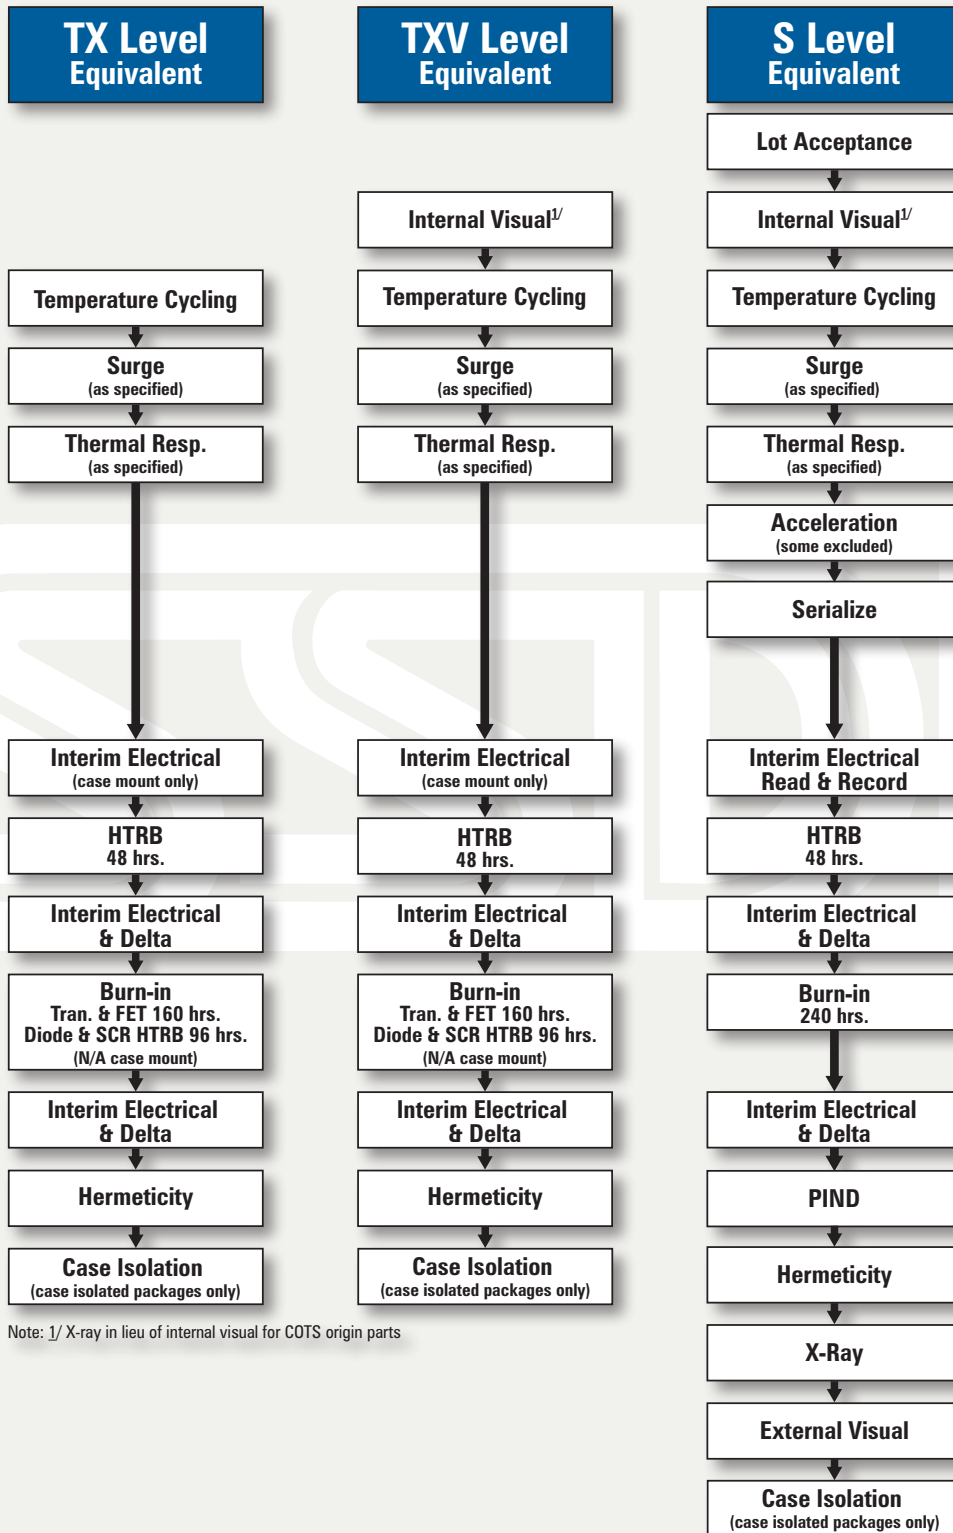 TX Level
Equivalent
Temperature Cycling
Surge
(as specified)
Thermal Resp.
(as specified)
Interim Electrical
(case mount only)
HTRB
48 hrs.
Interim Electrical
& Delta
Burn-in
Tran. & FET 160 hrs.
Diode & SCR HTRB 96 hrs.
(N/A case mount)
Interim Electrical
& Delta
Hermeticity
Case Isolation
(case isolated packages only)
Note: 1/ X-ray in lieu of internal visual for COTS origin parts
TXV Level
Equivalent
Internal Visual1/
Temperature Cycling
Surge
(as specified)
Thermal Resp.
(as specified)
Interim Electrical
(case mount only)
HTRB
48 hrs.
Interim Electrical
& Delta
Burn-in
Tran. & FET 160 hrs.
Diode & SCR HTRB 96 hrs.
(N/A case mount)
Interim Electrical
& Delta
Hermeticity
Case Isolation
(case isolated packages only)
S Level
Equivalent
Lot Acceptance
Internal Visual1/
Temperature Cycling
Surge
(as specified)
Thermal Resp.
(as specified)
Acceleration
(some excluded)
Serialize
Interim Electrical
Read & Record
HTRB
48 hrs.
Interim Electrical
& Delta
Burn-in
240 hrs.
Interim Electrical
& Delta
PIND
Hermeticity
X-Ray
External Visual
Case Isolation
(case isolated packages only)
SSDI